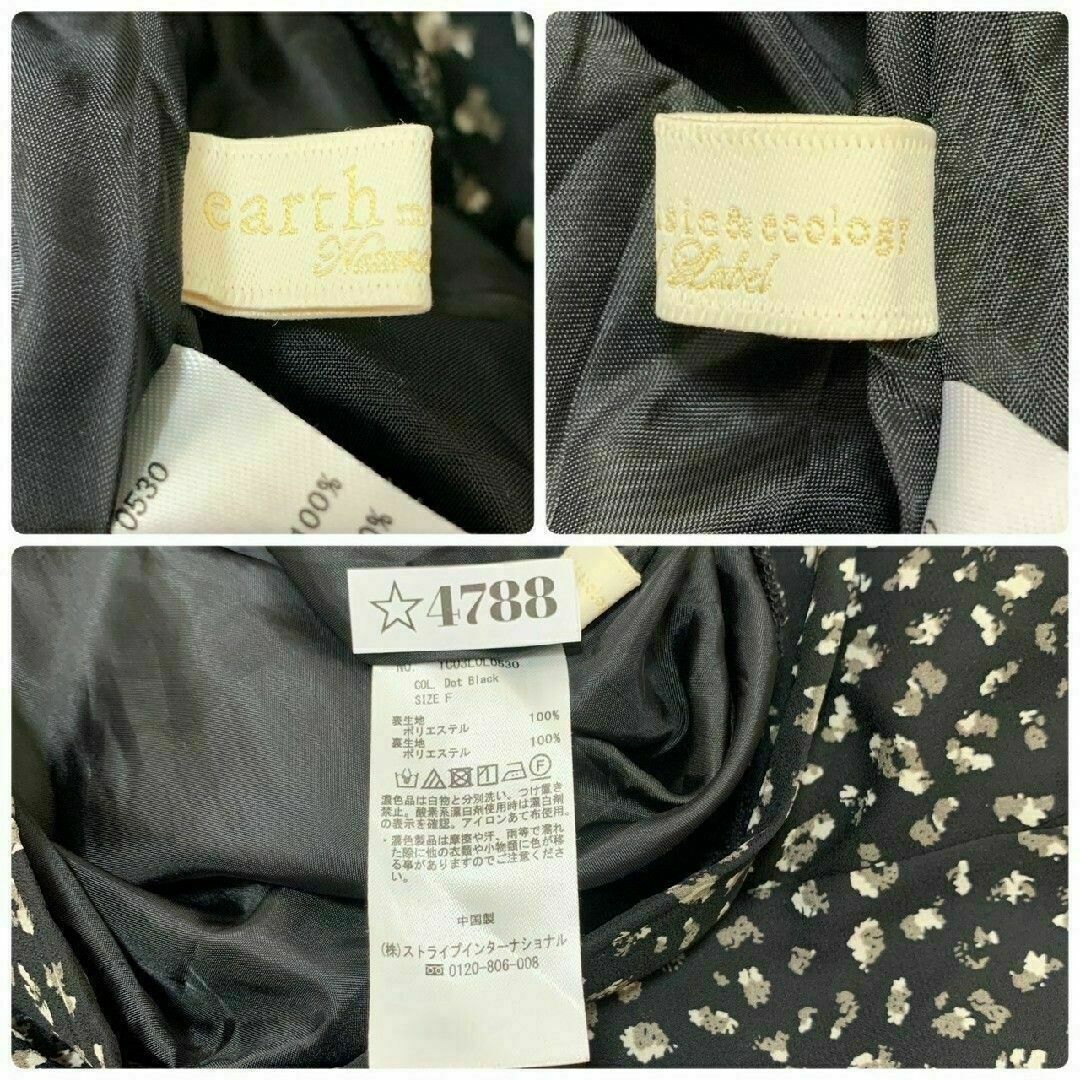 earth
sic&ecology
Label
0530
100%
0%
☆4788
NO. IC03L0L0530
COL. Dot Black
SIZE F
表生地
ポリエステル 100%
裏生地
ポリエステル 100%
濃色品は白物と分別洗い、つけ置き
禁止。酸素系漂白剤使用時は漂白剤
の表示を確認。アイロンあて布使用。
・濃色製品は摩擦や汗、雨等で濡れ
た際に他の衣類や小物類に色が移
る事がありますのでご注意くださ
い。
中国製
(株)ストライプインターナショナル
0120-806-008